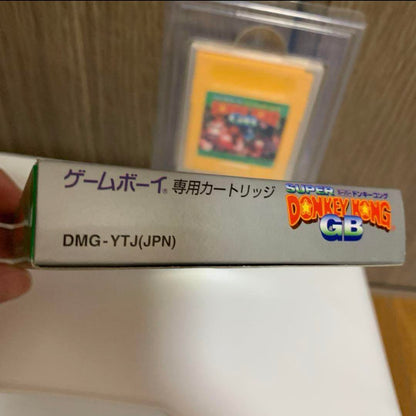 ゲームボーイ® 専用カートリッジ
DMG-YTJ(JPN)
SUPER
スーパードンキーコング
DONKEY KONG
GB